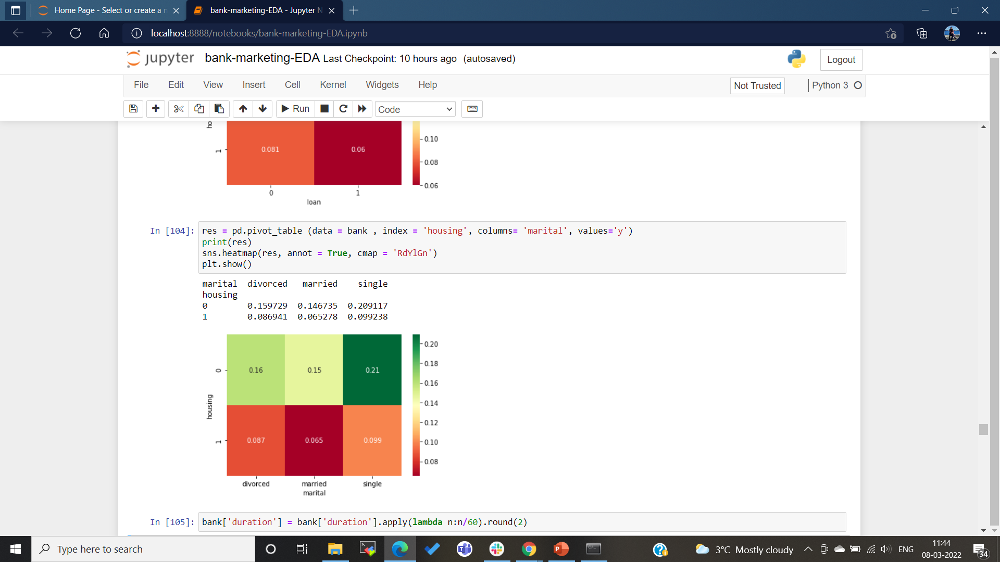 Home Page - Select or create a n
bank-marketing-EDA - Jupyter N
localhost:8888/notebooks/bank-marketing-EDA.ipynb
jupyter bank-marketing-EDA Last Checkpoint: 10 hours ago (autosaved)
Logout
File Edit View Insert Cell Kernel Widgets Help
Not Trusted
Python 3
Run
Code
ho
1
0.081 0.06
0.10
0.08
0.06
0 1
loan
In [104]:
res = pd.pivot_table (data = bank , index = 'housing', columns= 'marital', values='y')
print(res)
sns.heatmap(res, annot = True, cmap = 'RdYlGn')
plt.show()
marital divorced married single
housing
0 0.159729 0.146735 0.209117
1 0.086941 0.065278 0.099238
0.16 0.15 0.21
0.087 0.065 0.099
0
1
housing
divorced married single
marital
0.20
0.18
0.16
0.14
0.12
0.10
0.08
In [105]:
bank['duration'] = bank['duration'].apply(lambda n:n/60).round(2)
Type here to search
3°C Mostly cloudy
ENG
11:44
08-03-2022
34